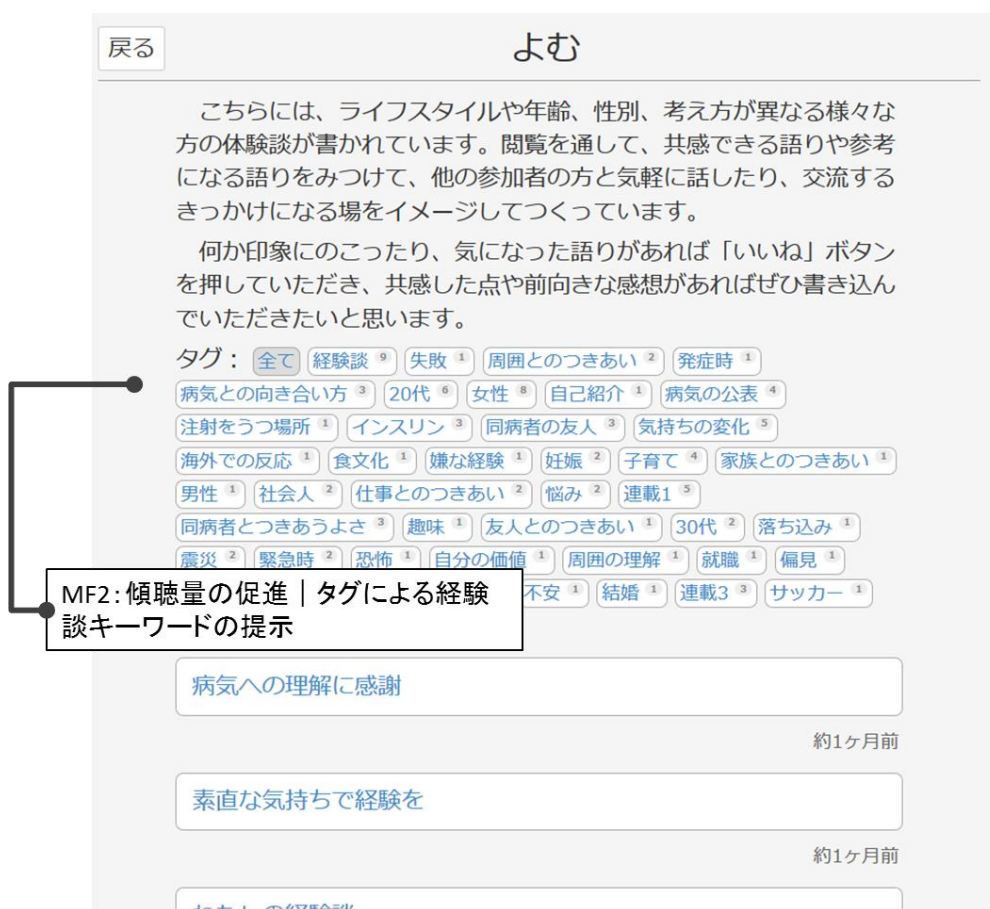 戻る
よむ
こちらには、ライフスタイルや年齢、性別、考え方が異なる様々な
方の体験談が書かれています。閲覧を通して、共感できる語りや参考
になる語りをみつけて、他の参加者の方と気軽に話したり、交流する
きっかけになる場をイメージしてつくっています。
何か印象にのこったり、気になった語りがあれば「いいね」ボタン
を押していただき、共感した点や前向きな感想があればぜひ書き込ん
でいただきたいと思います。
タグ： 全て 経験談 9 失敗 1 周囲とのつきあい 2 発症時 1
病気との向き合い方 3 20代 6 女性 8 自己紹介 1 病気の公表 4
注射をうつ場所 1 インスリン 3 同病者の友人 3 気持ちの変化 5
海外での反応 1 食文化 1 嫌な経験 1 妊娠 2 子育て 4 家族とのつきあい 1
男性 1 社会人 2 仕事とのつきあい 2 悩み 2 連載1 5
同病者とつきあうよさ 3 趣味 1 友人とのつきあい 1 30代 2 落ち込み 1
震災 2 緊急時 2 恐怖 1 自分の価値 1 周囲の理解 1 就職 1 偏見 1
不安 1 結婚 1 連載3 3 サッカー 1
MF2：傾聴量の促進｜タグによる経験
談キーワードの提示
病気への理解に感謝
約1ヶ月前
素直な気持ちで経験を
約1ヶ月前